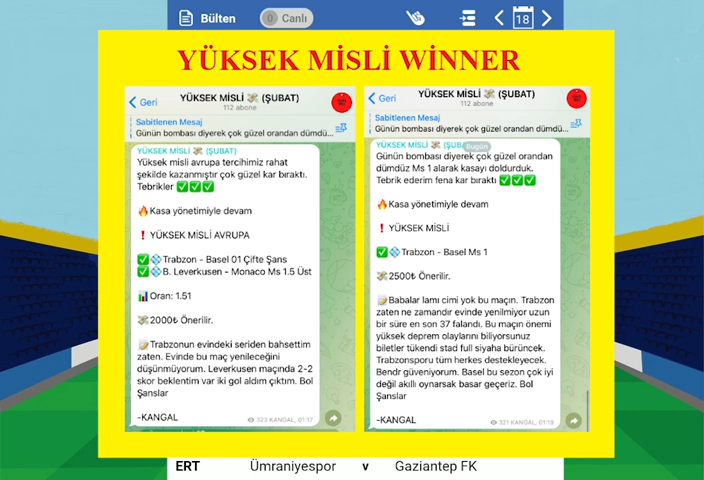 Bülten
0 Canlı
18
YÜKSEK MİSLİ WİNNER
Geri
YÜKSEK MİSLİ 💸 (ŞUBAT)
112 abone
Sabitlenen Mesaj
Günün bombası diyerek çok güzel orandan dümdü...
YÜKSEK MİSLİ 💸 (ŞUBAT)
Yüksek misli avrupa tercihimiz rahat
şekilde kazanmıştır çok güzel kar bıraktı.
Tebrikler ✅✅✅
🔥Kasa yönetimiyle devam
❗ YÜKSEK MİSLİ AVRUPA
✅💠Trabzon - Basel 01 Çifte Şans
✅💠B. Leverkusen - Monaco Ms 1.5 Üst
📊Oran: 1.51
💸2000₺ Önerilir.
📝Trabzonun evindeki seriden bahsettim
zaten. Evinde bu maç yenileceğini
düşünmüyorum. Leverkusen maçında 2-2
skor beklentim var iki gol aldım çıktım. Bol
Şanslar
-KANGAL
323 KANGAL, 01:17
Geri
YÜKSEK MİSLİ 💸 (ŞUBAT)
112 abone
Sabitlenen Mesaj
Günün bombası diyerek çok güzel orandan dümdü...
YÜKSEK MİSLİ 💸 (ŞUB
Bugün
Günün bombası diyerek çok güzel orandan
dümdüz Ms 1 alarak kasayı doldurduk.
Tebrik ederim fena kar bıraktı ✅✅✅
🔥Kasa yönetimiyle devam
❗ YÜKSEK MİSLİ
✅💠Trabzon - Basel Ms 1
💸2500₺ Önerilir.
📝Babalar lamı cimi yok bu maçın. Trabzon
zaten ne zamandır evinde yenilmiyor uzun
bir süre en son 37 falandı. Bu maçın önemi
yüksek deprem olaylarını biliyorsunuz
biletler tükendi stad full siyaha bürüncek.
Trabzonsporu tüm herkes destekleyecek.
Bendr güveniyorum. Basel bu sezon çok iyi
değil akıllı oynarsak basar geçeriz. Bol
Şanslar
-KANGAL
321 KANGAL, 01:19
ERT Ümraniyespor v Gaziantep FK